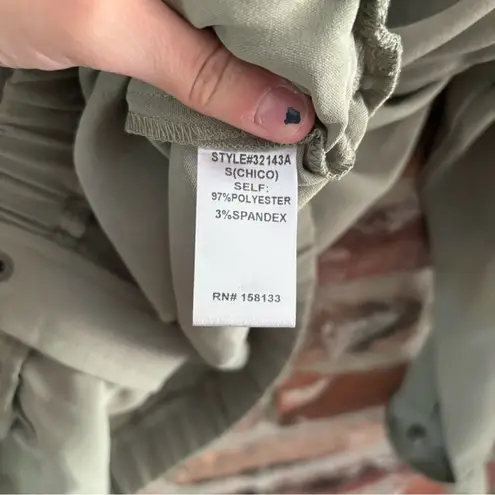 STYLE#32143A
S(CHICO)
SELF:
97%POLYESTER
3%SPANDEX
RN# 158133